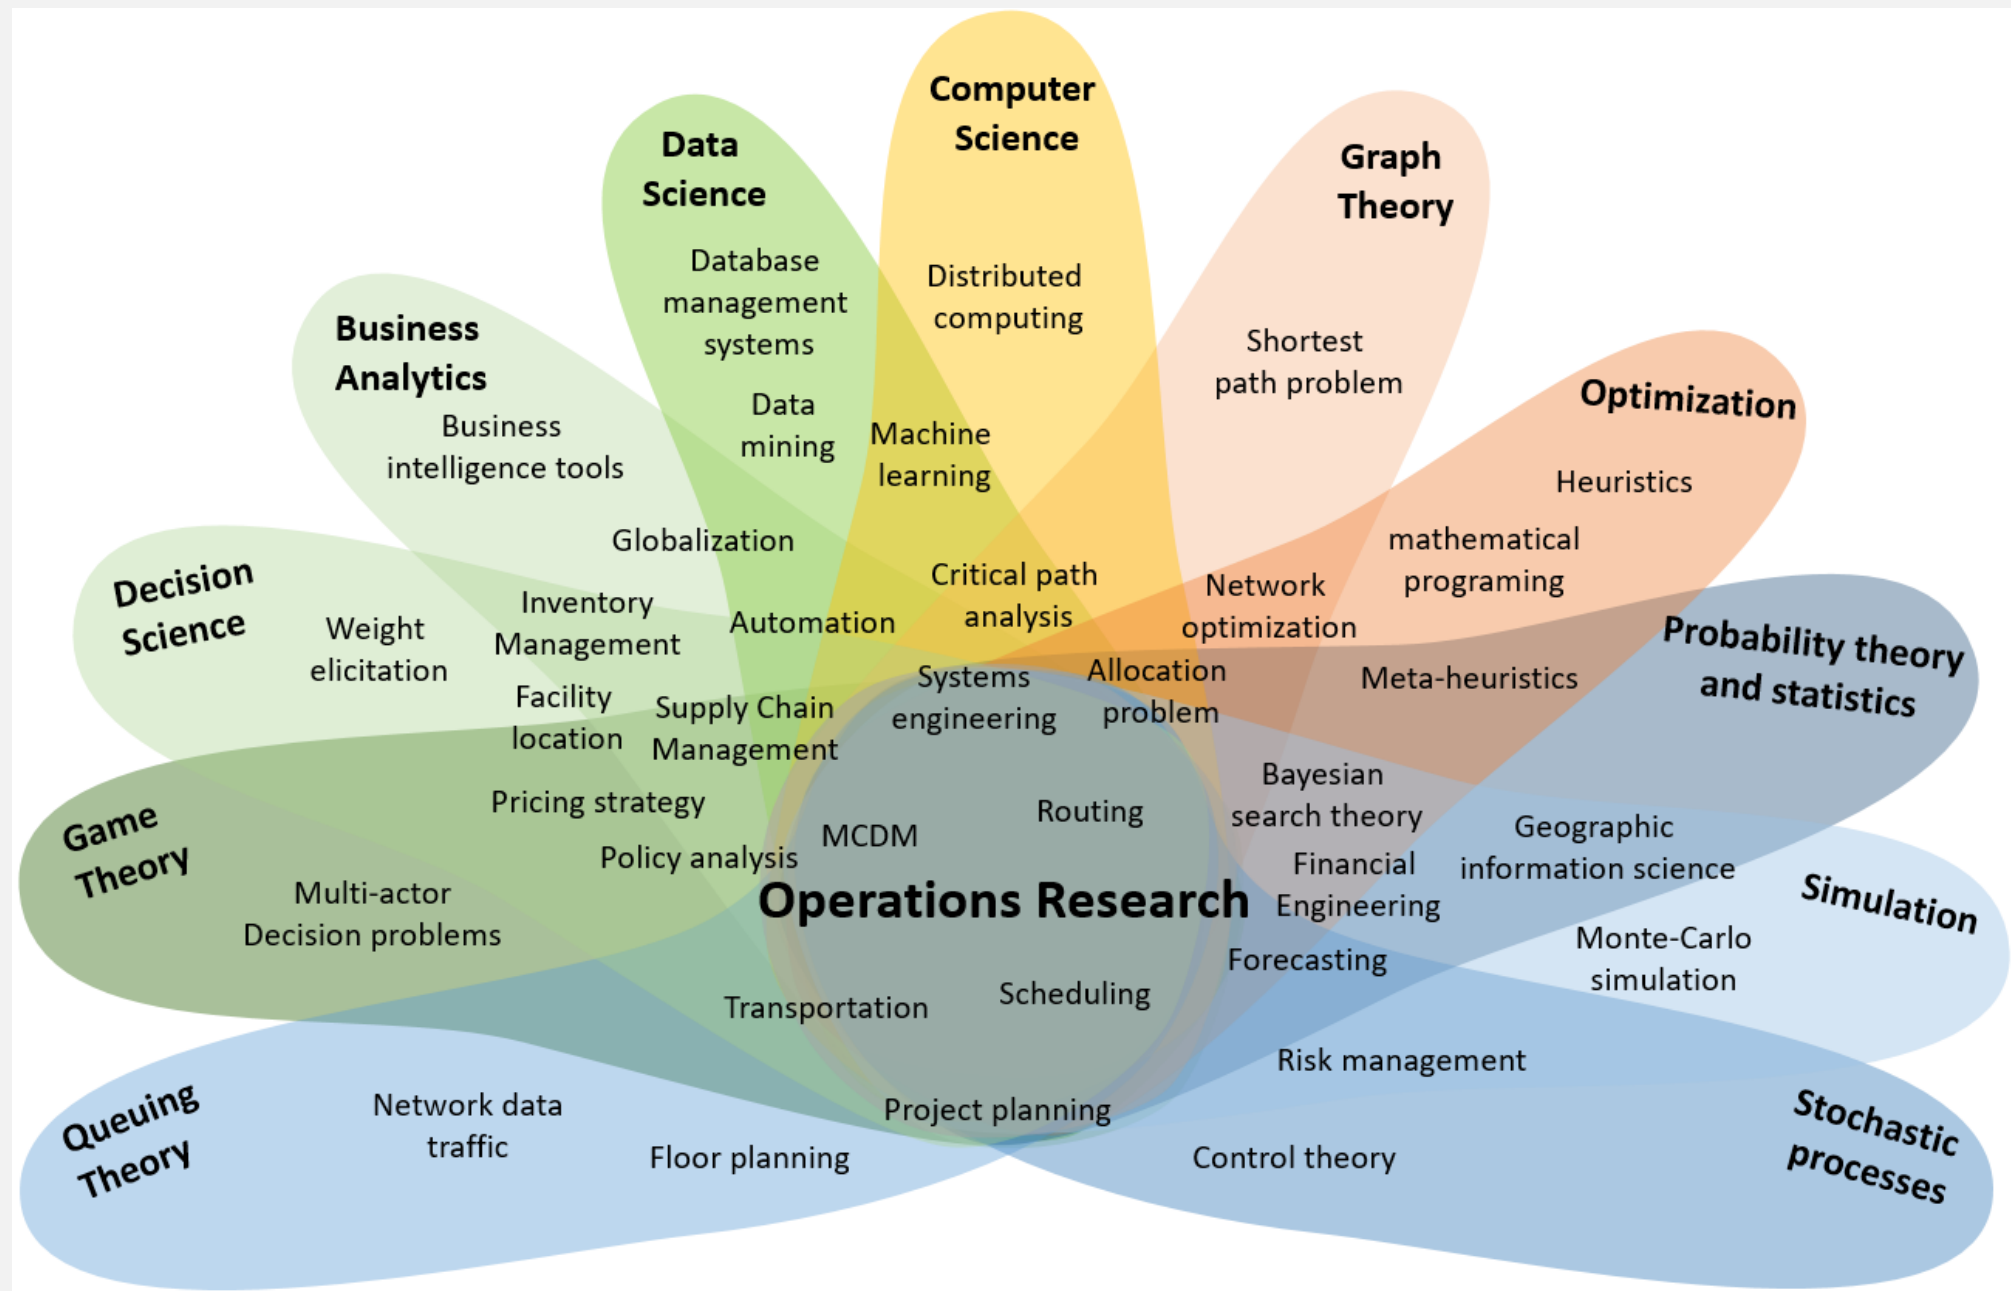 Computer
Science
Distributed
computing
Data
Science
Database
management
systems
Data
mining
Machine
learning
Graph
Theory
Shortest
path problem
Business
Analytics
Business
intelligence tools
Globalization
Inventory
Management
Automation
Critical path
analysis
Optimization
Heuristics
mathematical
programing
Network
optimization
Decision
Science
Weight
elicitation
Facility
location
Supply Chain
Management
Systems
engineering
Allocation
problem
Meta-heuristics
Probability theory
and statistics
Game
Theory
Pricing strategy
Policy analysis
Multi-actor
Decision problems
MCDM
Routing
Operations Research
Bayesian
search theory
Financial
Engineering
Geographic
information science
Forecasting
Simulation
Monte-Carlo
simulation
Transportation
Scheduling
Project planning
Risk management
Control theory
Stochastic
processes
Queuing
Theory
Network data
traffic
Floor planning